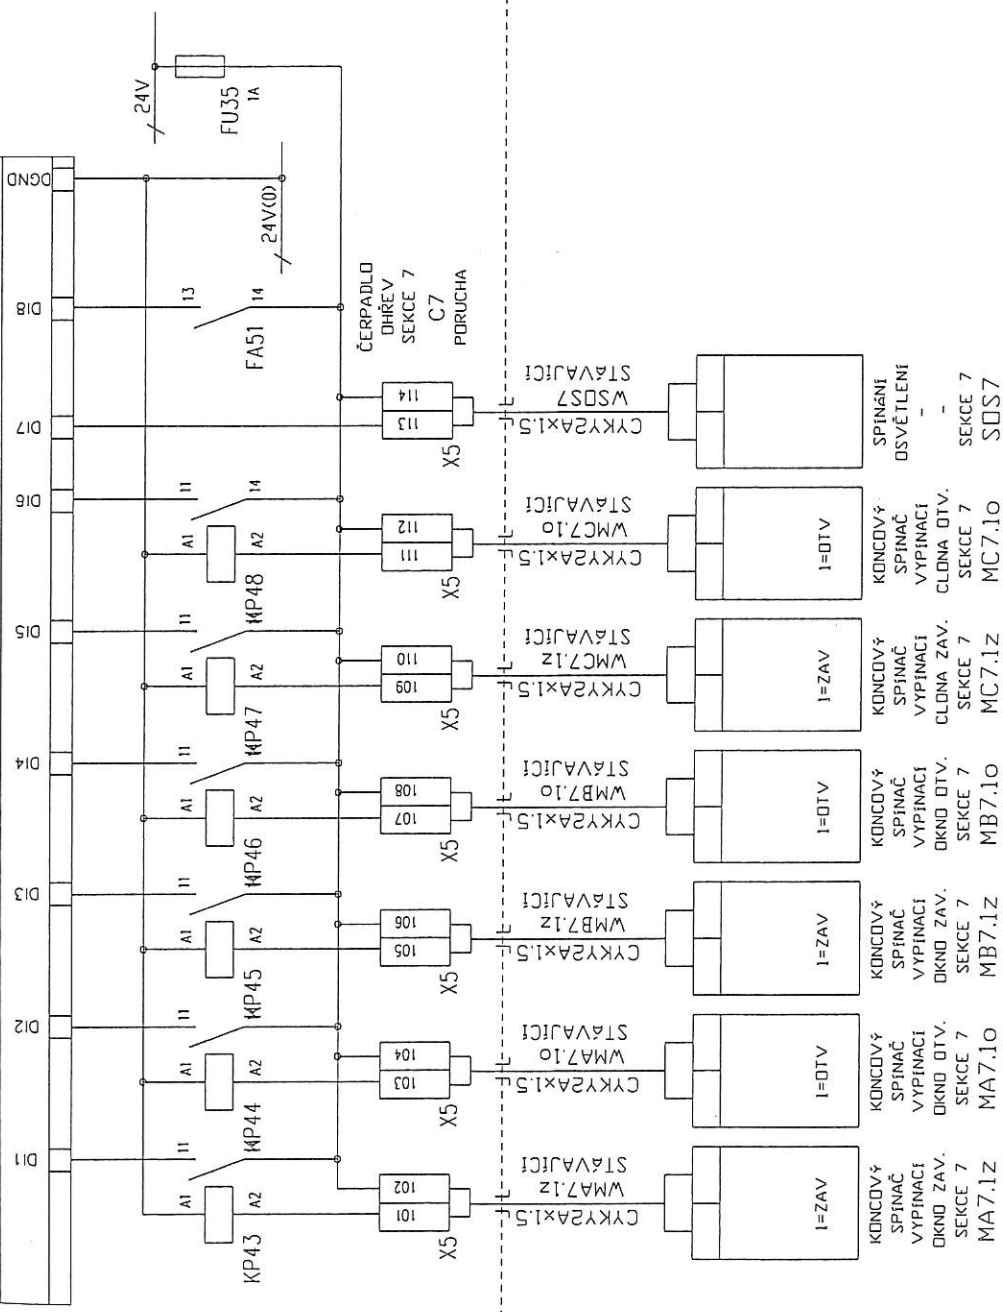 DI1
DI2
DI3
DI4
DI5
DI6
DI7
DI8
DGND
24V
FU35
1A
24V(0)
A1
11
A1
11
A1
11
A1
11
A1
11
A1
11
13
KP43
A2
KP44
A2
KP45
A2
KP46
A2
KP47
A2
KP48
A2
14
FA51
14
ČERPADLO
OHŘEV
SEKCE 7
C7
PORUCHA
X5
101
102
X5
103
104
X5
105
106
X5
107
108
X5
109
110
X5
111
112
X5
113
114
CYKY2Ax1.5
WMA7.1z
STÁVAJÍCÍ
CYKY2Ax1.5
WMA7.1o
STÁVAJÍCÍ
CYKY2Ax1.5
WMB7.1z
STÁVAJÍCÍ
CYKY2Ax1.5
WMB7.1o
STÁVAJÍCÍ
CYKY2Ax1.5
WMC7.1z
STÁVAJÍCÍ
CYKY2Ax1.5
WMC7.1o
STÁVAJÍCÍ
CYKY2Ax1.5
WSOS7
STÁVAJÍCÍ
1=ZAV
1=OTV
1=ZAV
1=OTV
1=ZAV
1=OTV
KONCOVÝ
SPÍNAČ
VYPÍNACÍ
OKNO ZAV.
SEKCE 7
MA7.1z
KONCOVÝ
SPÍNAČ
VYPÍNACÍ
OKNO OTV.
SEKCE 7
MA7.1o
KONCOVÝ
SPÍNAČ
VYPÍNACÍ
OKNO ZAV.
SEKCE 7
MB7.1z
KONCOVÝ
SPÍNAČ
VYPÍNACÍ
OKNO OTV.
SEKCE 7
MB7.1o
KONCOVÝ
SPÍNAČ
VYPÍNACÍ
CLONA ZAV.
SEKCE 7
MC7.1z
KONCOVÝ
SPÍNAČ
VYPÍNACÍ
CLONA OTV.
SEKCE 7
MC7.1o
SPÍNÁNÍ
OSVĚTLENÍ
-
-
SEKCE 7
SOS7